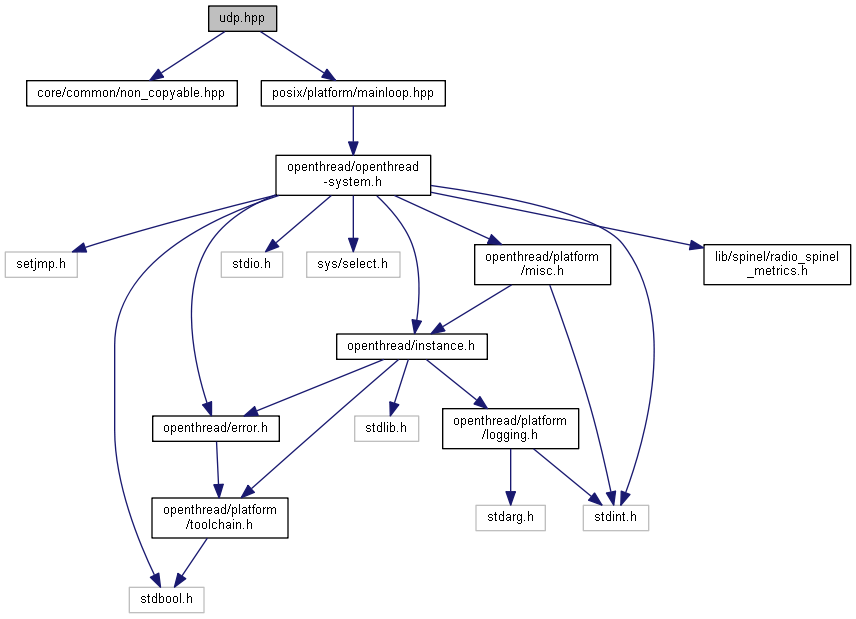 udp.hpp
core/common/non_copyable.hpp
posix/platform/mainloop.hpp
openthread/openthread
-system.h
setjmp.h
stdio.h
sys/select.h
openthread/platform
/misc.h
lib/spinel/radio_spinel
_metrics.h
openthread/instance.h
openthread/error.h
stdlib.h
openthread/platform
/logging.h
openthread/platform
/toolchain.h
stdarg.h
stdint.h
stdbool.h